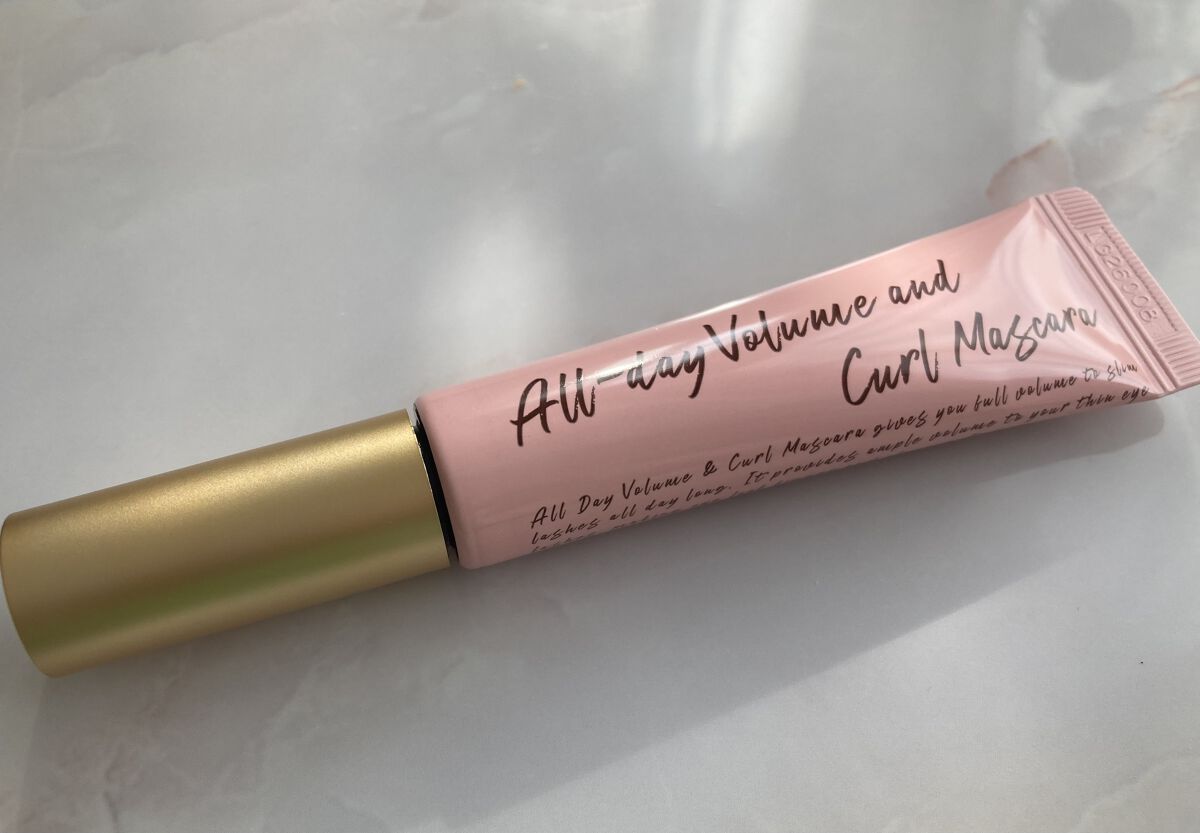 All-day Volume and
Curl Mascara
All Day Volume & Curl Mascara gives you full volume to slim
lashes all day long. It provides ample volume to your thin eye